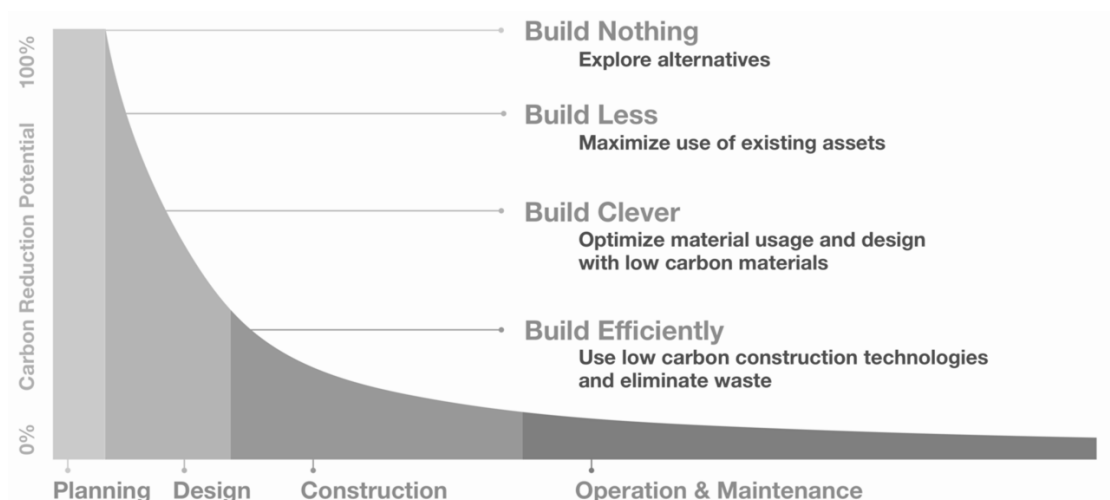 100%
Carbon Reduction Potential
0%
Build Nothing
Explore alternatives
Build Less
Maximize use of existing assets
Build Clever
Optimize material usage and design
with low carbon materials
Build Efficiently
Use low carbon construction technologies
and eliminate waste
Planning
Design
Construction
Operation & Maintenance